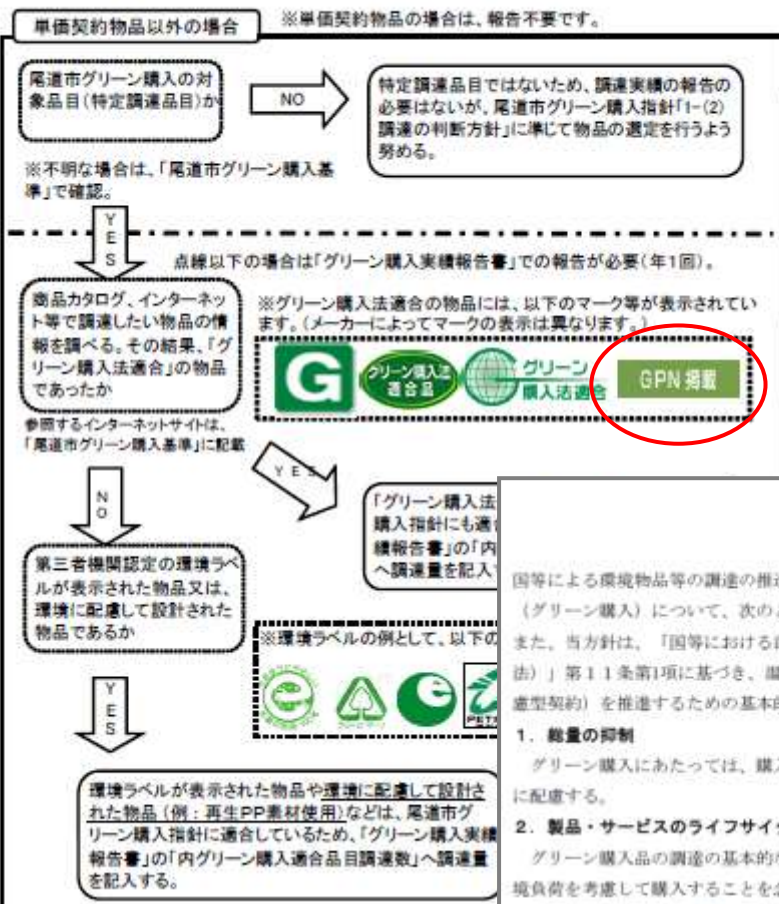 単価契約物品以外の場合
※単価契約物品の場合は、報告不要です。
尾道市グリーン購入の対
象品目(特定調達品目)か
NO
特定調達品目ではないため、調達実績の報告の
必要はないが、尾道市グリーン購入指針「1-(2)
調達の判断方針」に準じて物品の選定を行うよう
努める。
※不明な場合は、「尾道市グリーン購入基
準」で確認。
YES
点線以下の場合は「グリーン購入実績報告書」での報告が必要(年1回)。
商品カタログ、インターネッ
ト等で調達したい物品の情
報を調べる。その結果、「グ
リーン購入法適合」の物品
であったか
※グリーン購入法適合の物品には、以下のマーク等が表示されてい
ます。(メーカーによってマークの表示は異なります。)
G
グリーン購入法
適合品
グリーン
購入法適合
GPN 掲載
参照するインターネットサイトは、
「尾道市グリーン購入基準」に記載
YES
NO
「グリーン購入法
購入指針にも適
績報告書」の「内
へ調達量を記入
第三者機関認定の環境ラベ
ルが表示された物品又は、
環境に配慮して設計された
物品であるか
※環境ラベルの例として、以下の
YES
環境ラベルが表示された物品や環境に配慮して設計さ
れた物品(例:再生PP素材使用)などは、尾道市グ
リーン購入指針に適合しているため、「グリーン購入実績
報告書」の「内グリーン購入適合品目調達数」へ調達量
を記入する。
国等による環境物品等の調達の推進
(グリーン購入)について、次の
また、当方針は、「国等における
法)」第11条第1項に基づき、
慮型契約)を推進するための基本的
1.総量の抑制
グリーン購入にあたっては、購入
に配慮する。
2.製品・サービスのライフサイ
グリーン購入品の調達の基本的
境負荷を考慮して購入することを